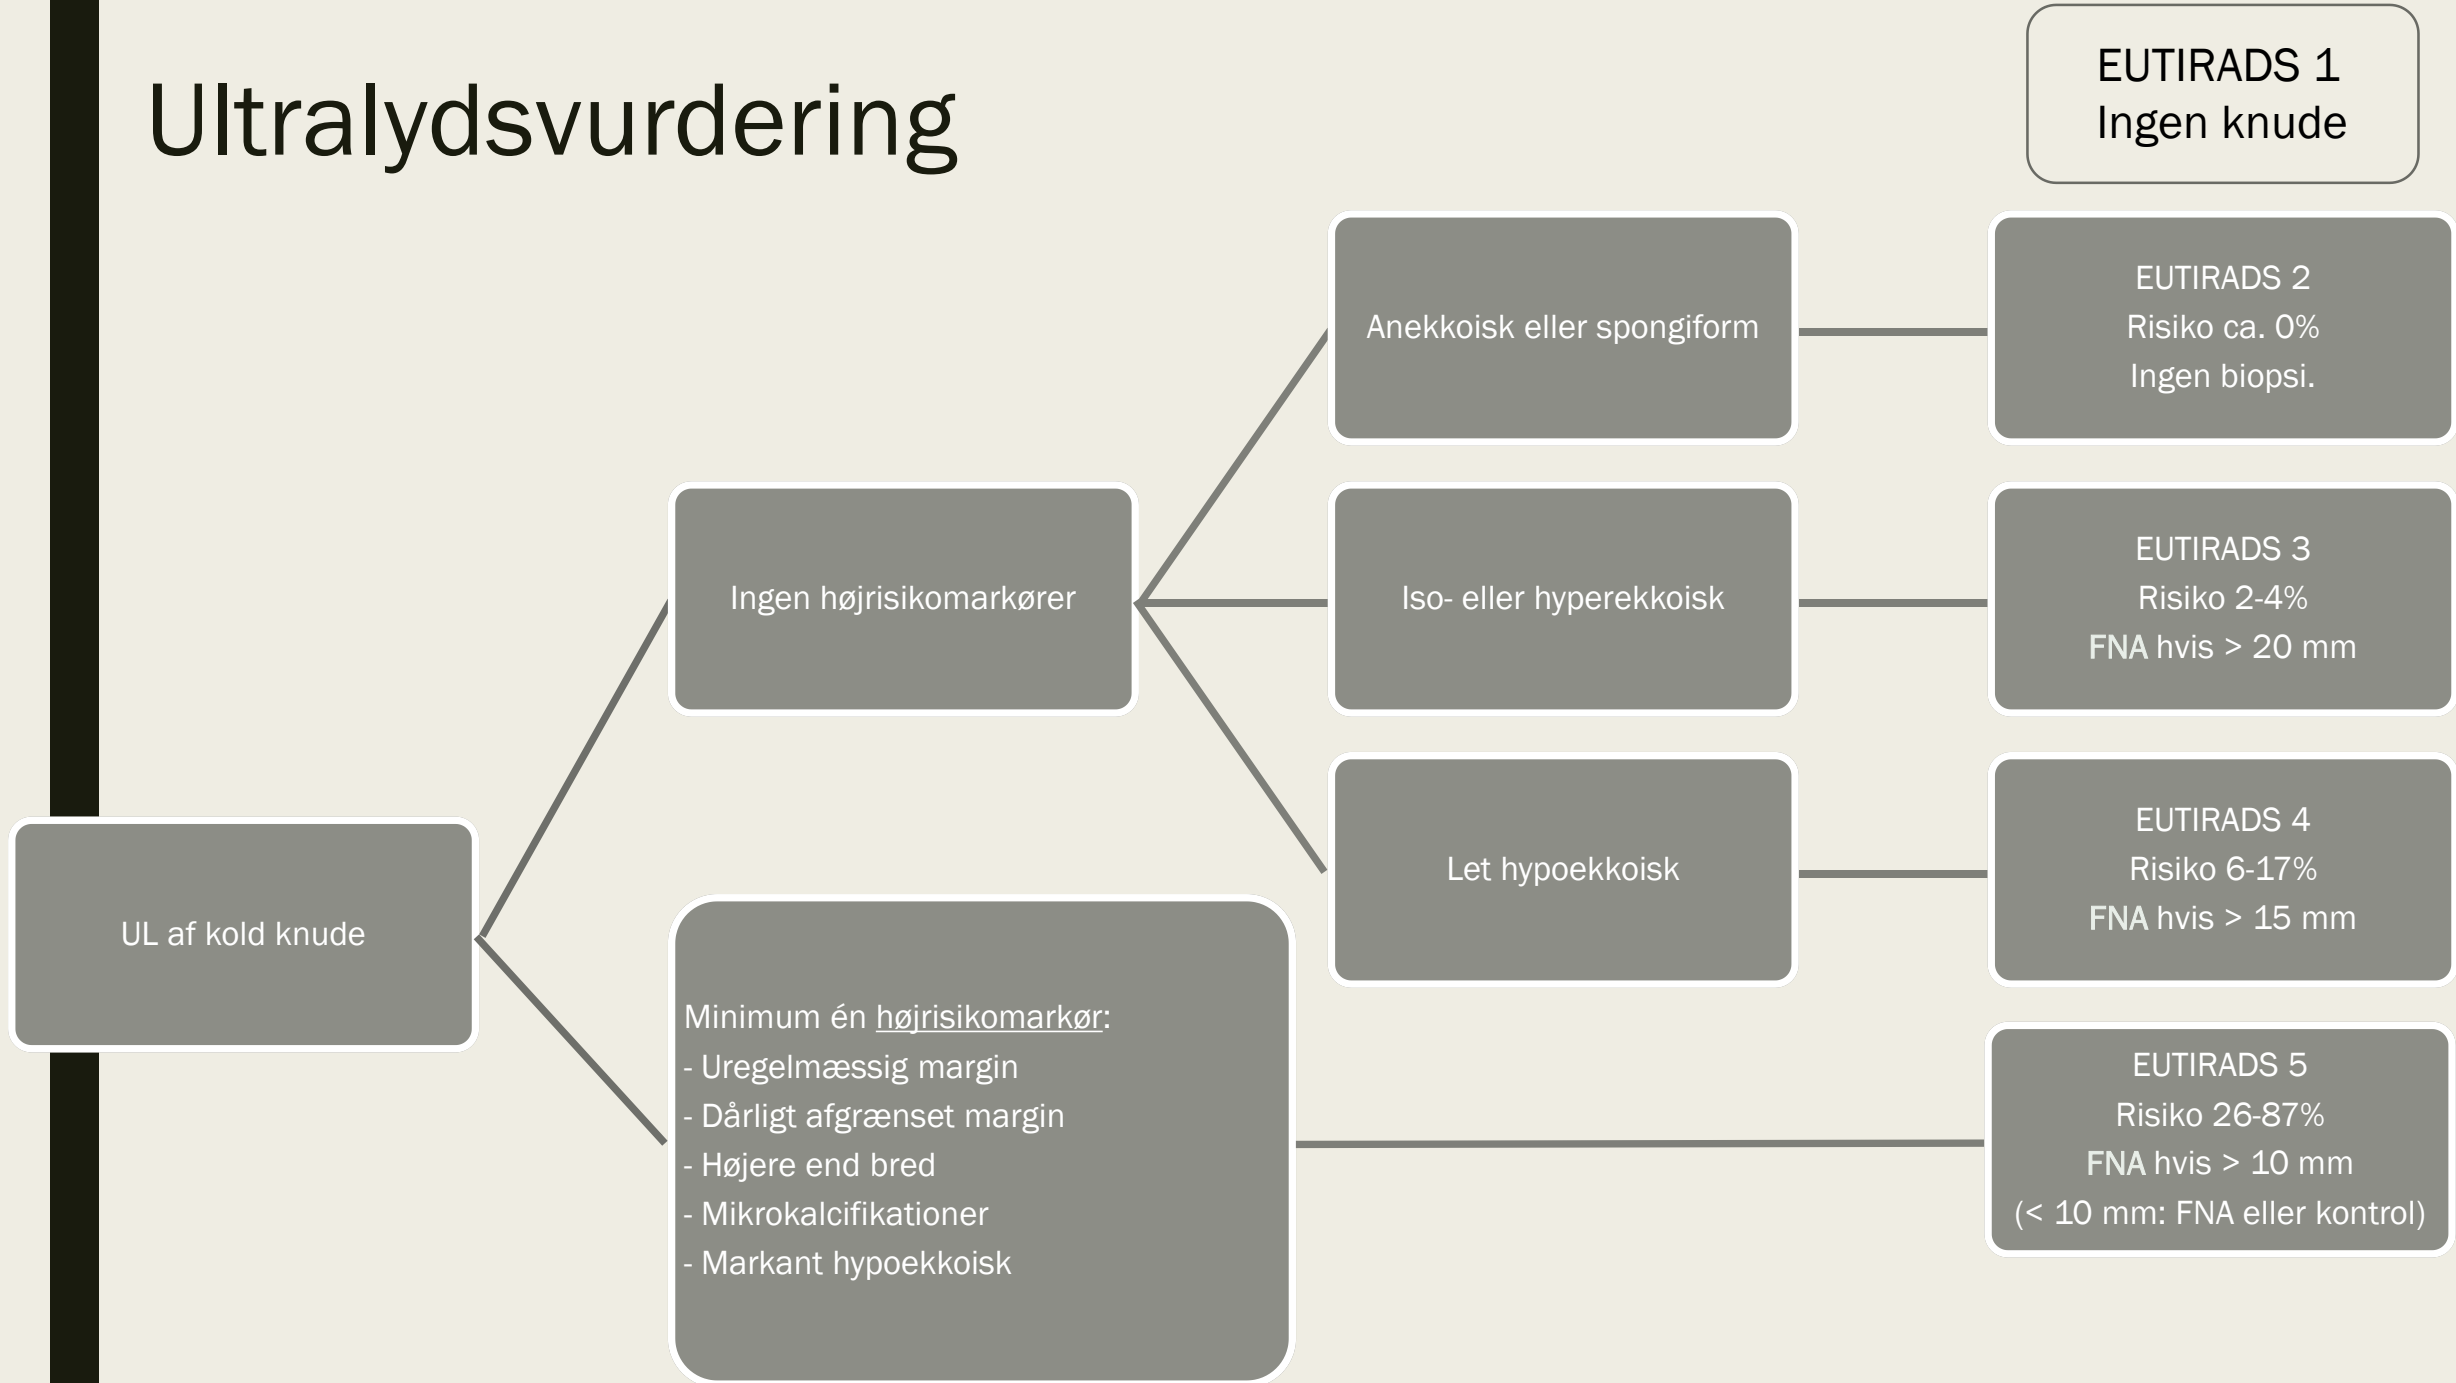 Ultralydsvurdering
EUTIRADS 1
Ingen knude
UL af kold knude
Ingen højrisikomarkører
Anekkoisk eller spongiform
EUTIRADS 2
Risiko ca. 0%
Ingen biopsi.
Iso- eller hyperekkoisk
EUTIRADS 3
Risiko 2-4%
FNA hvis > 20 mm
Let hypoekkoisk
EUTIRADS 4
Risiko 6-17%
FNA hvis > 15 mm
Minimum én højrisikomarkør:
- Uregelmæssig margin
- Dårligt afgrænset margin
- Højere end bred
- Mikrokalcifikationer
- Markant hypoekkoisk
EUTIRADS 5
Risiko 26-87%
FNA hvis > 10 mm
(< 10 mm: FNA eller kontrol)